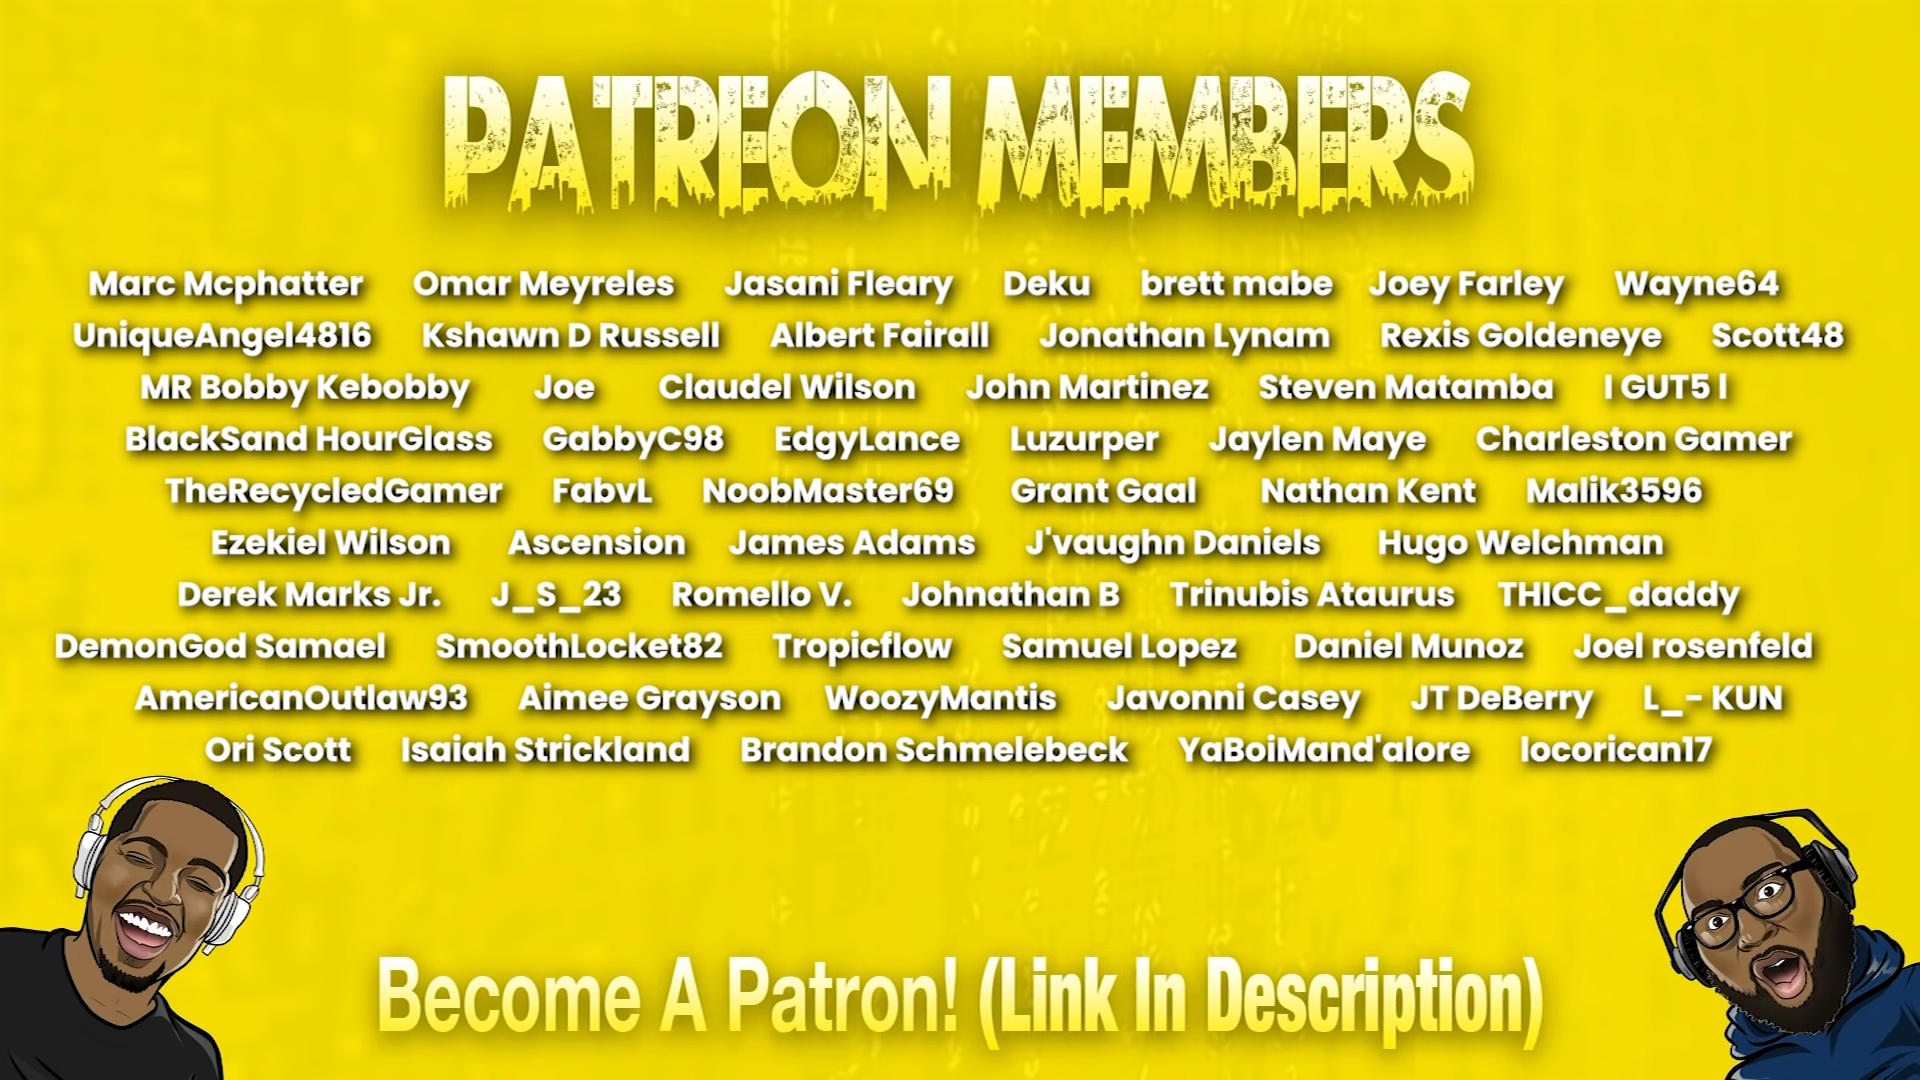 PATREON MEMBERS
Marc Mcphatter Omar Meyreles Jasani Fleary Deku brett mabe Joey Farley Wayne64
UniqueAngel4816 Kshawn D Russell Albert Fairall Jonathan Lynam Rexis Goldeneye Scott48
MR Bobby Kebobby Joe Claudel Wilson John Martinez Steven Matamba I GUT5 I
BlackSand HourGlass GabbyC98 EdgyLance Luzurper Jaylen Maye Charleston Gamer
TheRecycledGamer FabvL NoobMaster69 Grant Gaal Nathan Kent Malik3596
Ezekiel Wilson Ascension James Adams J'vaughn Daniels Hugo Welchman
Derek Marks Jr. J_S_23 Romello V. Johnathan B Trinubis Ataurus THICC_daddy
DemonGod Samael SmoothLocket82 Tropicflow Samuel Lopez Daniel Munoz Joel rosenfeld
AmericanOutlaw93 Aimee Grayson WoozyMantis Javonni Casey JT DeBerry L_- KUN
Ori Scott Isaiah Strickland Brandon Schmelebeck YaBoiMand'alore locorican17
Become A Patron! (Link In Description)